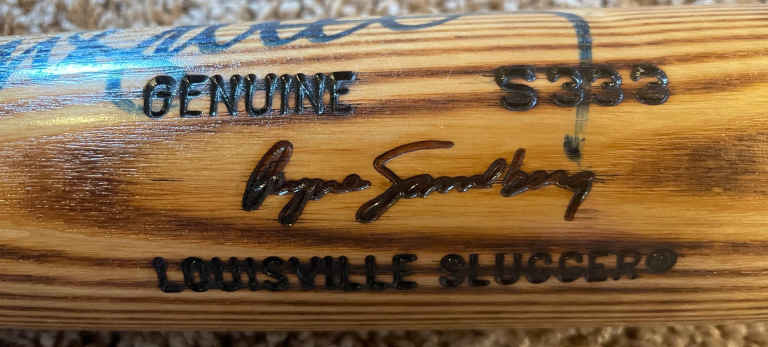 GENUINE S333
Ryne Sandberg
LOUISVILLE SLUGGER®